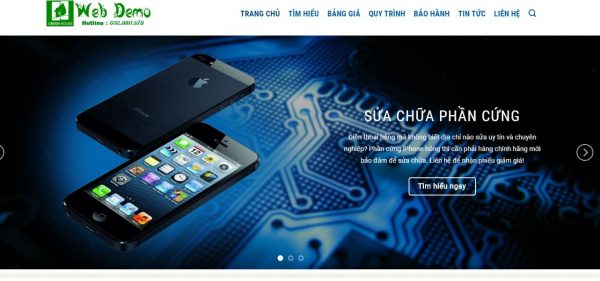 Web Demo
GREEN HOUSE
Hotline : 032.8801.678
TRANG CHỦ TÌM HIỂU BẢNG GIÁ QUY TRÌNH BẢO HÀNH TIN TỨC LIÊN HỆ
SỬA CHỮA PHẦN CỨNG
Điện thoại hỏng mà không biết địa chỉ nào sửa uy tín và chuyên
nghiệp? Phần cứng iPhone hỏng thì cần phải hàng chính hãng mới
bảo đảm để sửa chữa. Liên hệ để nhận phiếu giảm giá!
Tìm hiểu ngay
iPhone